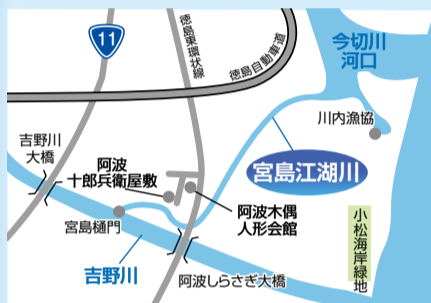 11
徳島東環状線
徳島自動車道
今切川
河口
川内漁協
吉野川
大橋
阿波
十郎兵衛屋敷
宮島江湖川
宮島樋門
阿波木偶
人形会館
小松海岸緑地
吉野川
阿波しらさぎ大橋